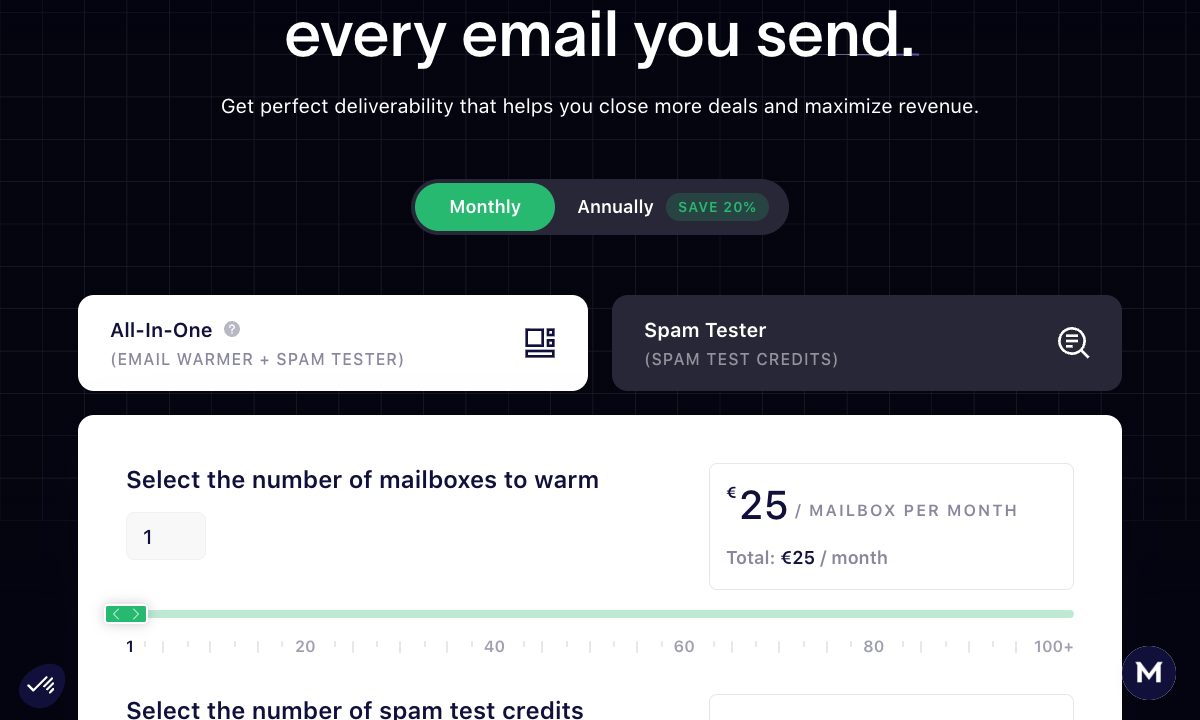 every email you send.
Get perfect deliverability that helps you close more deals and maximize revenue.
Monthly
Annually SAVE 20%
All-In-One ?
(EMAIL WARMER + SPAM TESTER)
Spam Tester
(SPAM TEST CREDITS)
Select the number of mailboxes to warm
1
€25 / MAILBOX PER MONTH
Total: €25 / month
1 20 40 60 80 100+
M
Select the number of spam test credits